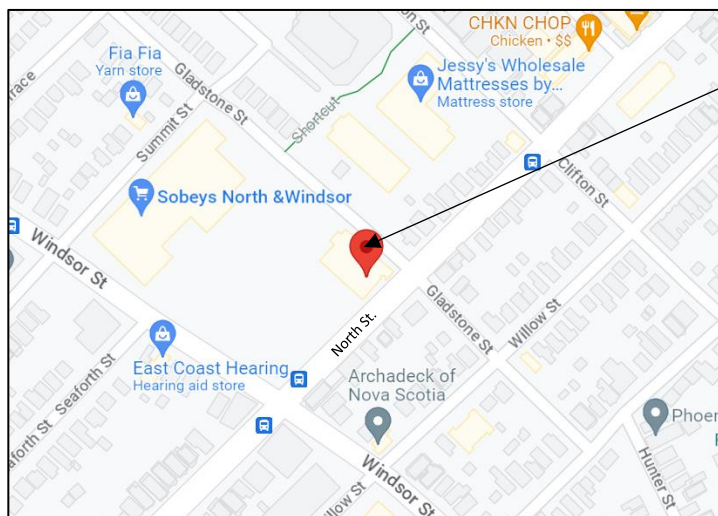 CHKN CHOP
Chicken • $$
Fia Fia
Yarn store
Gladstone St
Jessy's Wholesale
Mattresses by...
Mattress store
Shortcut
Summit St
Clifton St
Sobeys North &Windsor
Windsor St
Gladstone St
Willow St
North St.
East Coast Hearing
Hearing aid store
Seaforth St
Archadeck of
Nova Scotia
Windsor St
Hunter St